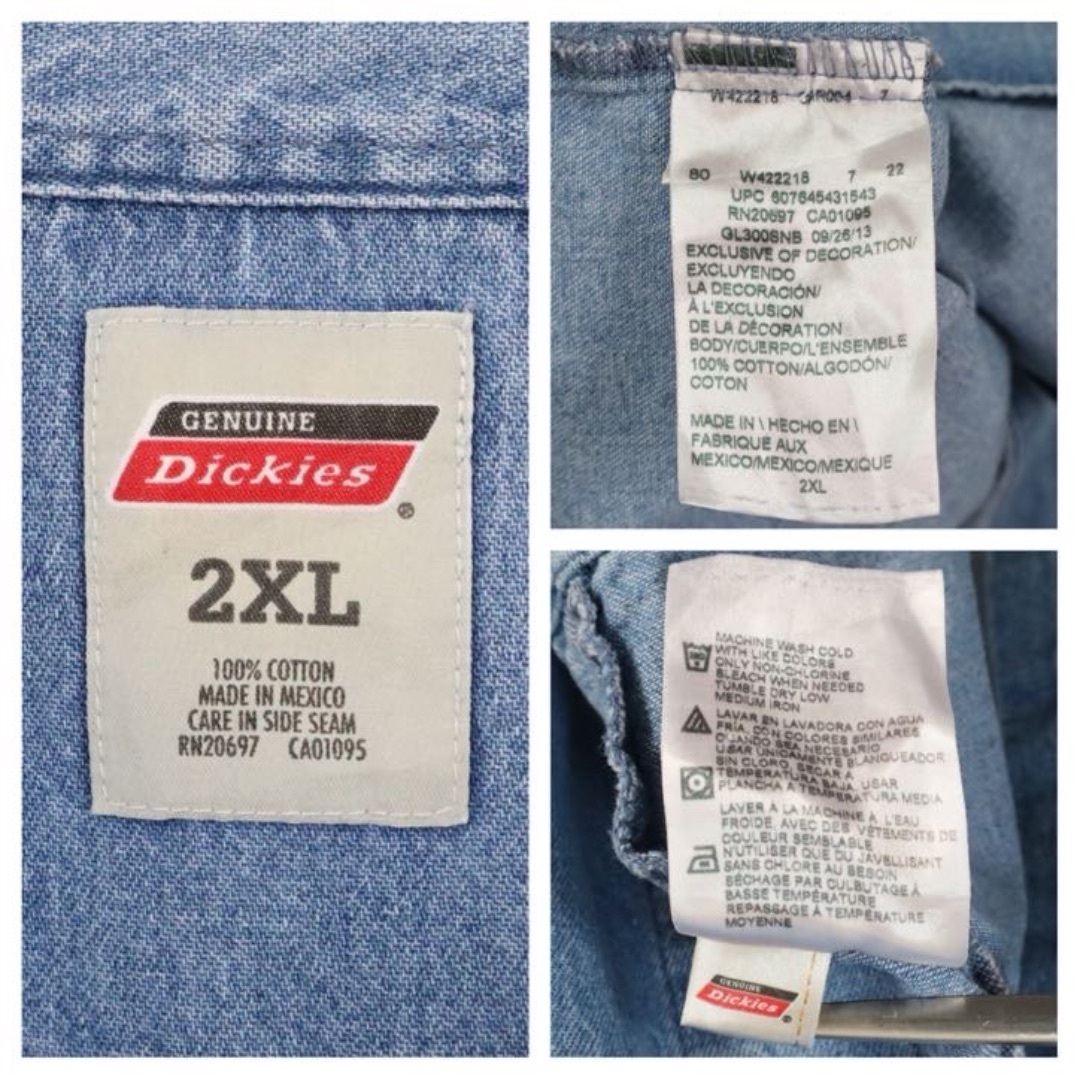 GENUINE
Dickies
®
2XL
100% COTTON
MADE IN MEXICO
CARE IN SIDE SEAM
RN20697 CA01095
W422218 7
80 W422218 7 22
UPC 607645431543
RN20697 CA01095
GL300SNB 09/26/13
EXCLUSIVE OF DECORATION/
EXCLUYENDO
LA DECORACIÓN/
À L'EXCLUSION
DE LA DÉCORATION
BODY/CUERPO/L'ENSEMBLE
100% COTTON/ALGODÓN/
COTON
MADE IN \ HECHO EN \
FABRIQUE AUX
MEXICO/MEXICO/MEXIQUE
2XL
MACHINE WASH COLD
WITH LIKE COLORS
ONLY NON-CHLORINE
BLEACH WHEN NEEDED
TUMBLE DRY LOW
MEDIUM IRON
LAVAR EN LAVADORA CON AGUA
FRÍA, CON COLORES SIMILARES
CUANDO SEA NECESARIO
USAR UNICAMENTE BLANQUEADOR
SIN CLORO, SECAR A
TEMPERATURA BAJA, USAR
PLANCHA A TEMPERATURA MEDIA
LAVER À LA MACHINE À L'EAU
FROIDE, AVEC DES VÊTEMENTS DE
COULEUR SEMBLABLE
N'UTILISER QUE DU JAVELLISANT
SANS CHLORE AU BESOIN
SÉCHAGE PAR CULBUTAGE À
BASSE TEMPÉRATURE
REPASSAGE À TEMPÉRATURE
MOYENNE
GENUINE
Dickies